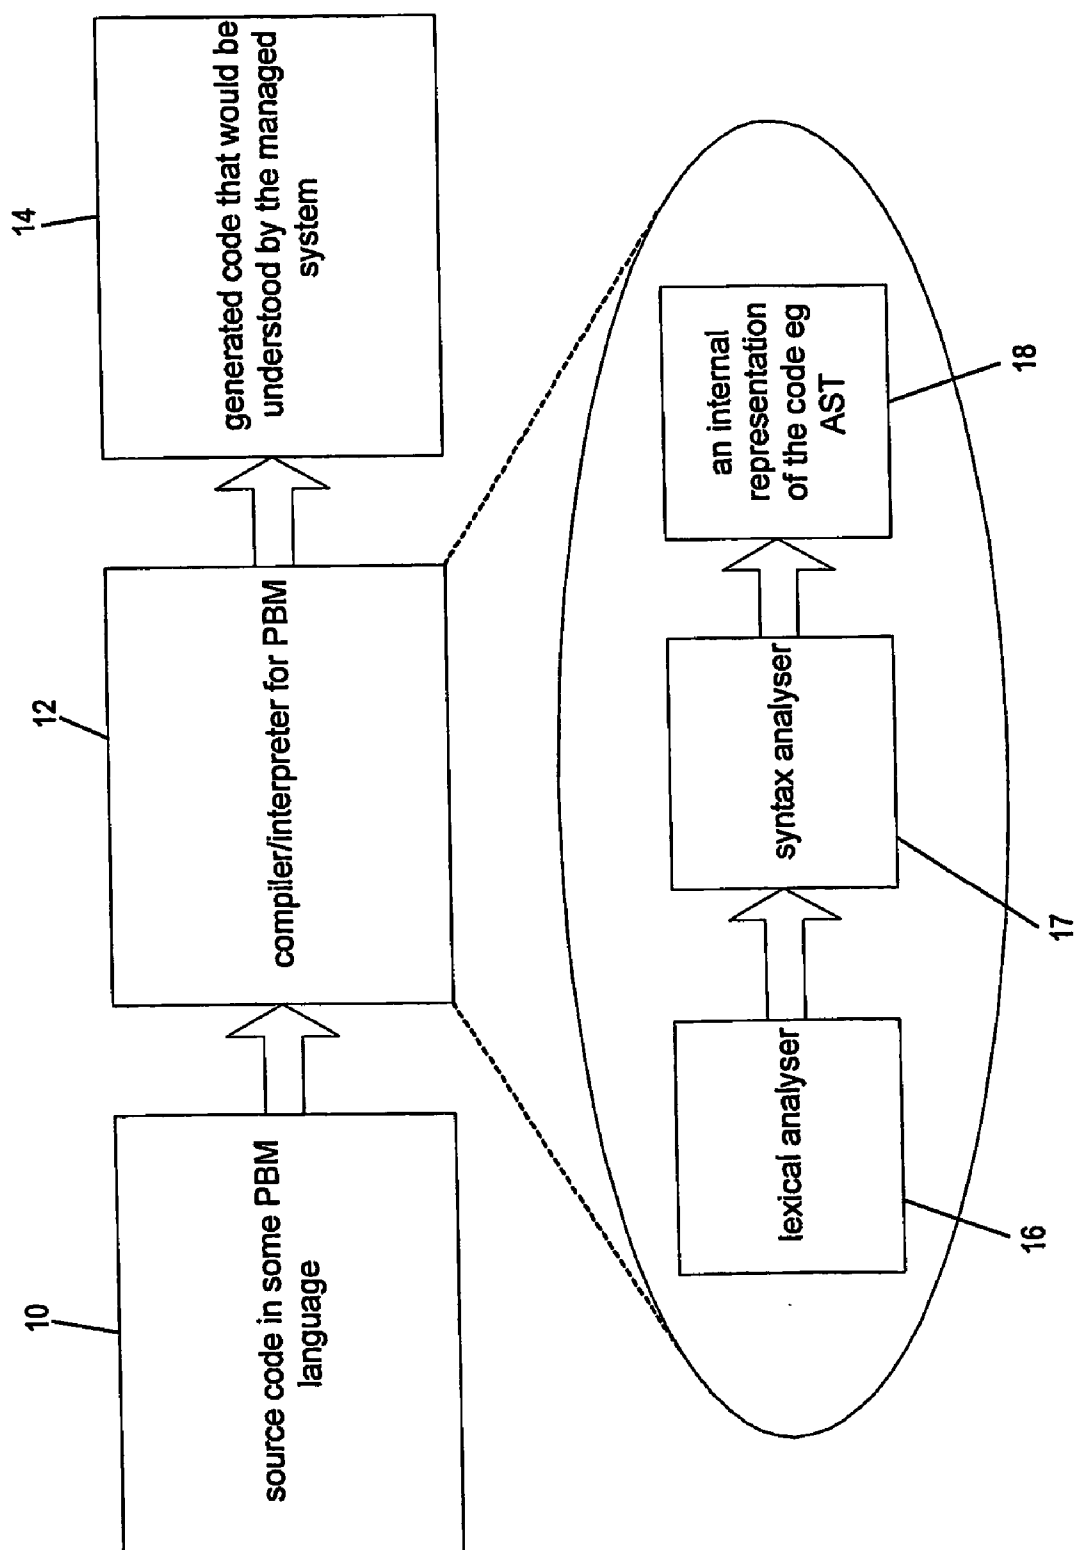 10
source code in some PBM
language
12
compiler/interpreter for PBM
14
generated code that would be
understood by the managed
system
lexical analyser
16
syntax analyser
17
an internal
representation
of the code eg
AST
18